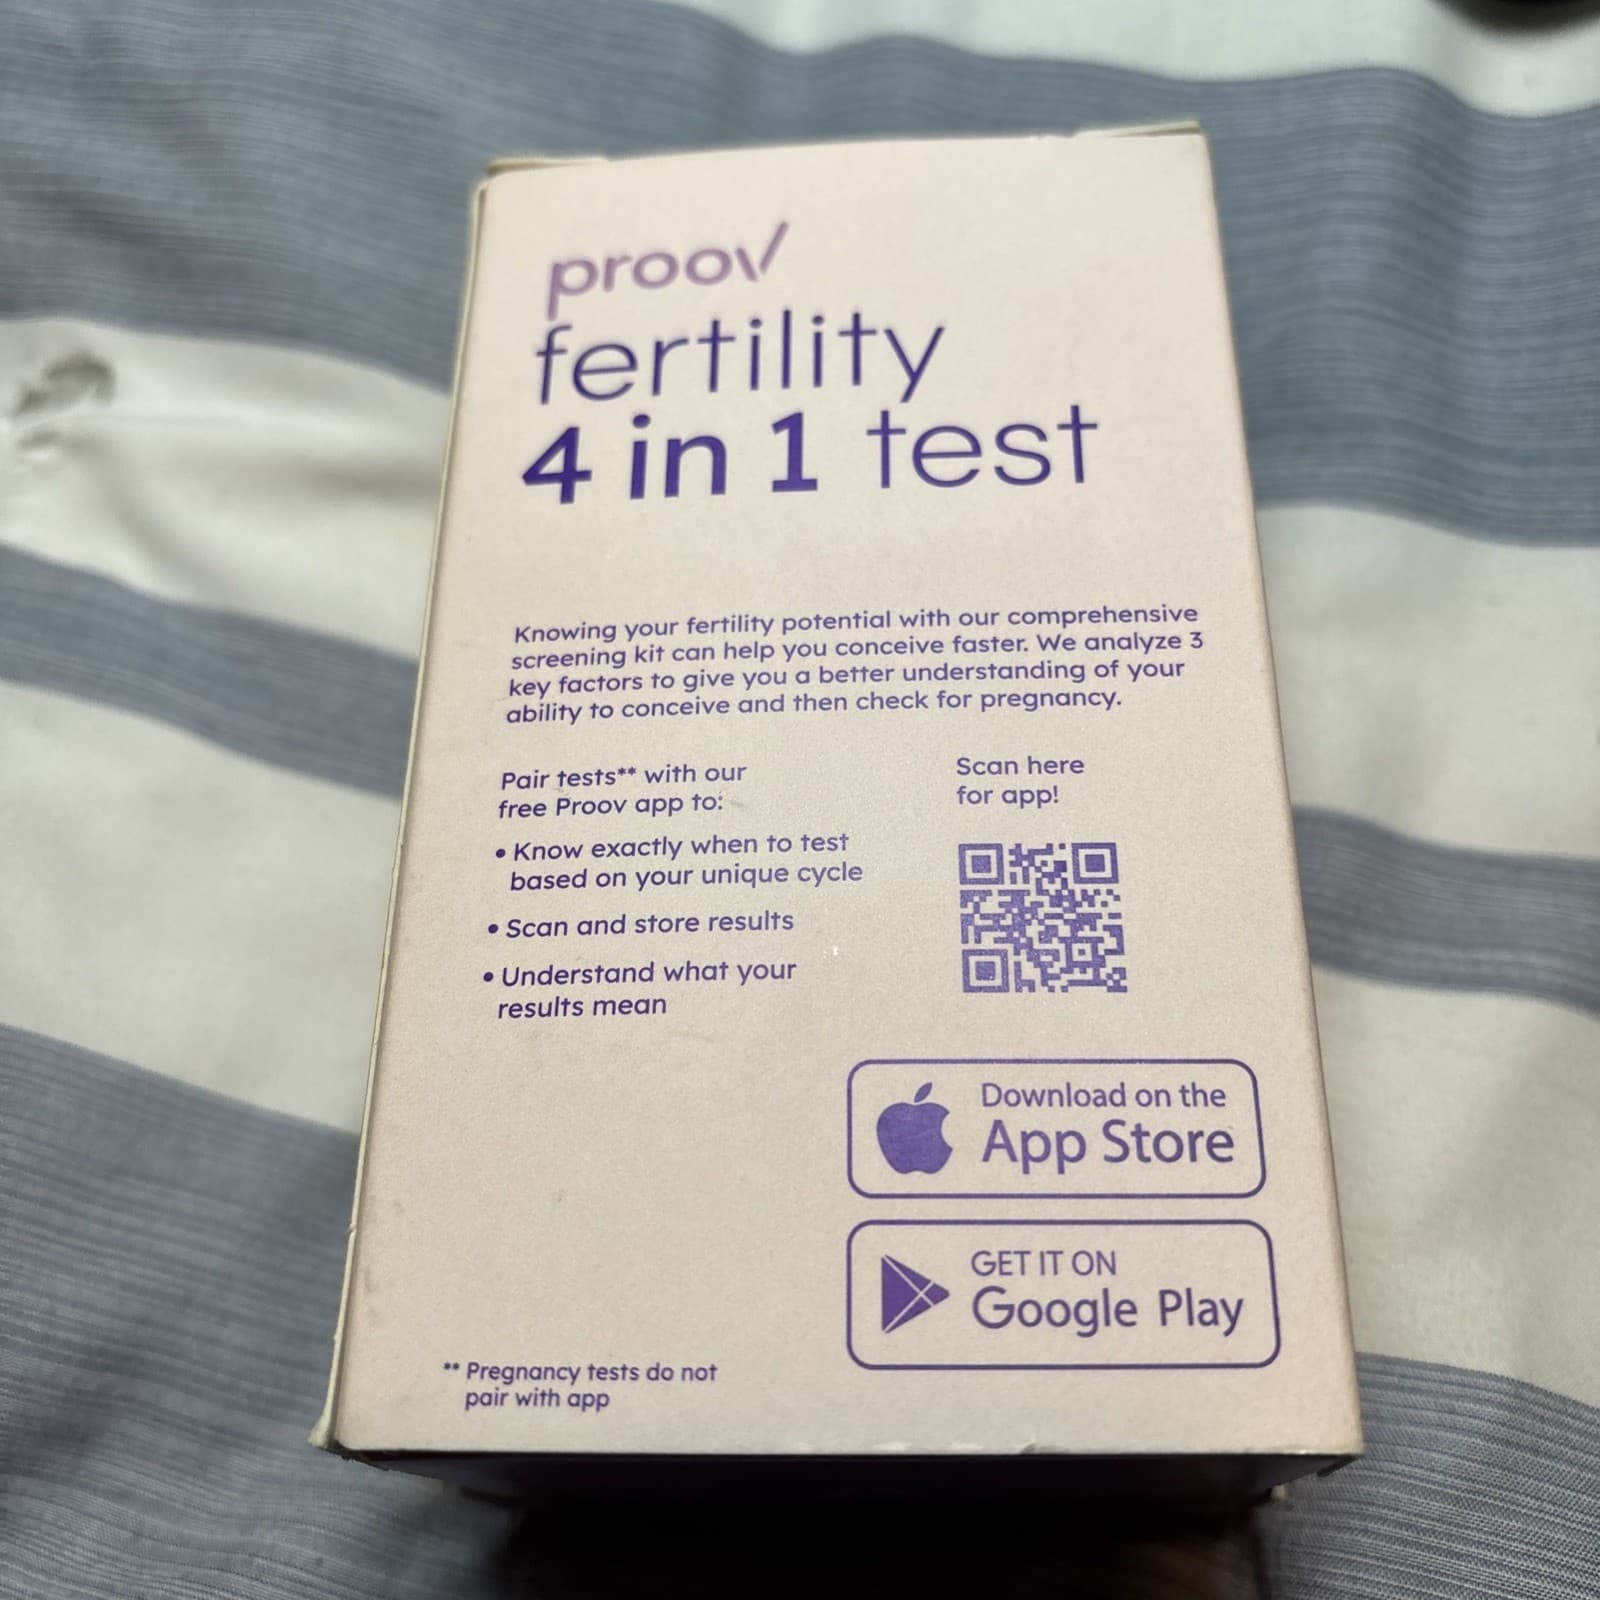 proov
fertility
4 in 1 test
Knowing your fertility potential with our comprehensive
screening kit can help you conceive faster. We analyze 3
key factors to give you a better understanding of your
ability to conceive and then check for pregnancy.
Pair tests** with our
free Proov app to:
• Know exactly when to test
based on your unique cycle
• Scan and store results
• Understand what your
results mean
Scan here
for app!
Download on the
App Store
GET IT ON
Google Play
** Pregnancy tests do not
pair with app